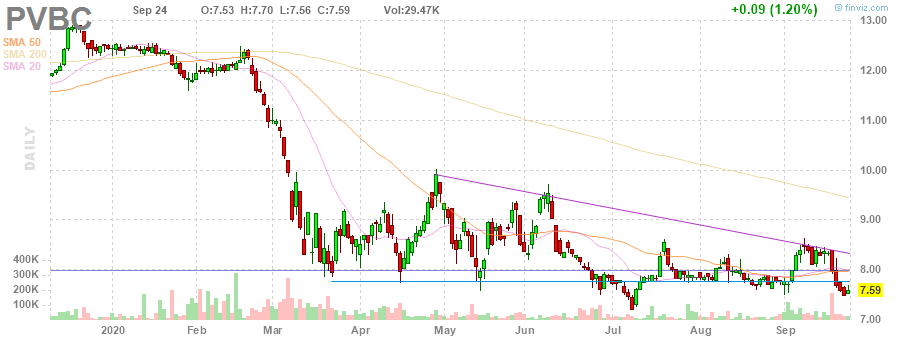 PVBC Sep 24 O:7.53 H:7.70 L:7.56 C:7.59 Vol:29.47K +0.09 (1.20%) © finviz.com
SMA 50
SMA 200
SMA 20
DAILY
13.00
12.00
11.00
10.00
9.00
8.00
7.59
7.00
400K
300K
200K
100K
2020 Feb Mar Apr May Jun Jul Aug Sep